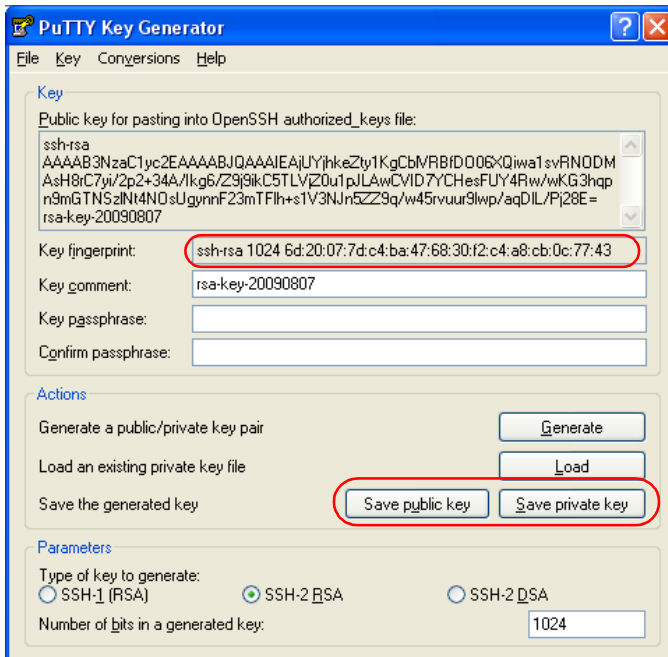 PuTTY Key Generator
File Key Conversions Help
Key
Public key for pasting into OpenSSH authorized_keys file:
ssh-rsa
AAAAB3NzaC1yc2EAAAABJQAAAIEAjUYjhkeZty1KgCblVRBfDOO6XQiwa1svRNODM
AsH8rC7yi/2p2+34A/Ikg6/Z9j9ikC5TLVjZ0u1pJLAwCVID7YCHesFUY4Rw/wKG3hqp
n9mGTNSzlNt4NOsUgynnF23mTFlh+s1V3NJn5ZZ9q/w45rvuur9lwp/aqDIL/Pj28E=
rsa-key-20090807
Key fingerprint: ssh-rsa 1024 6d:20:07:7d:c4:ba:47:68:30:f2:c4:a8:cb:0c:77:43
Key comment: rsa-key-20090807
Key passphrase:
Confirm passphrase:
Actions
Generate a public/private key pair Generate
Load an existing private key file Load
Save the generated key Save public key Save private key
Parameters
Type of key to generate:
SSH-1 (RSA) SSH-2 RSA SSH-2 DSA
Number of bits in a generated key: 1024